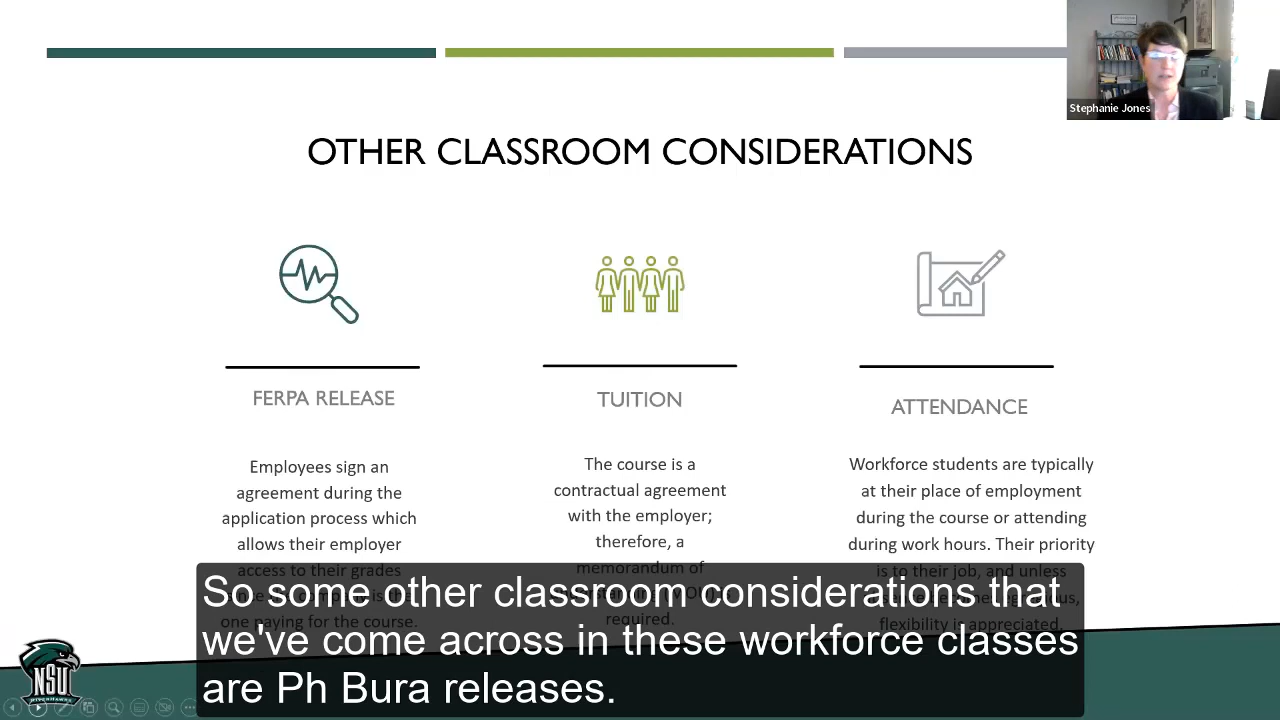 Stephanie Jones
OTHER CLASSROOM CONSIDERATIONS
FERPA RELEASE
Employees sign an
agreement during the
application process which
allows their employer
access to their grades
one paying for the course.
TUITION
The course is a
contractual agreement
with the employer;
therefore, a
memorandum of
required.
ATTENDANCE
Workforce students are typically
at their place of employment
during the course or attending
during work hours. Their priority
is to their job, and unless
flexibility is appreciated.
So some other classroom considerations that
we've come across in these workforce classes
are Ph Bura releases.
NSU
RIVERHAWKS